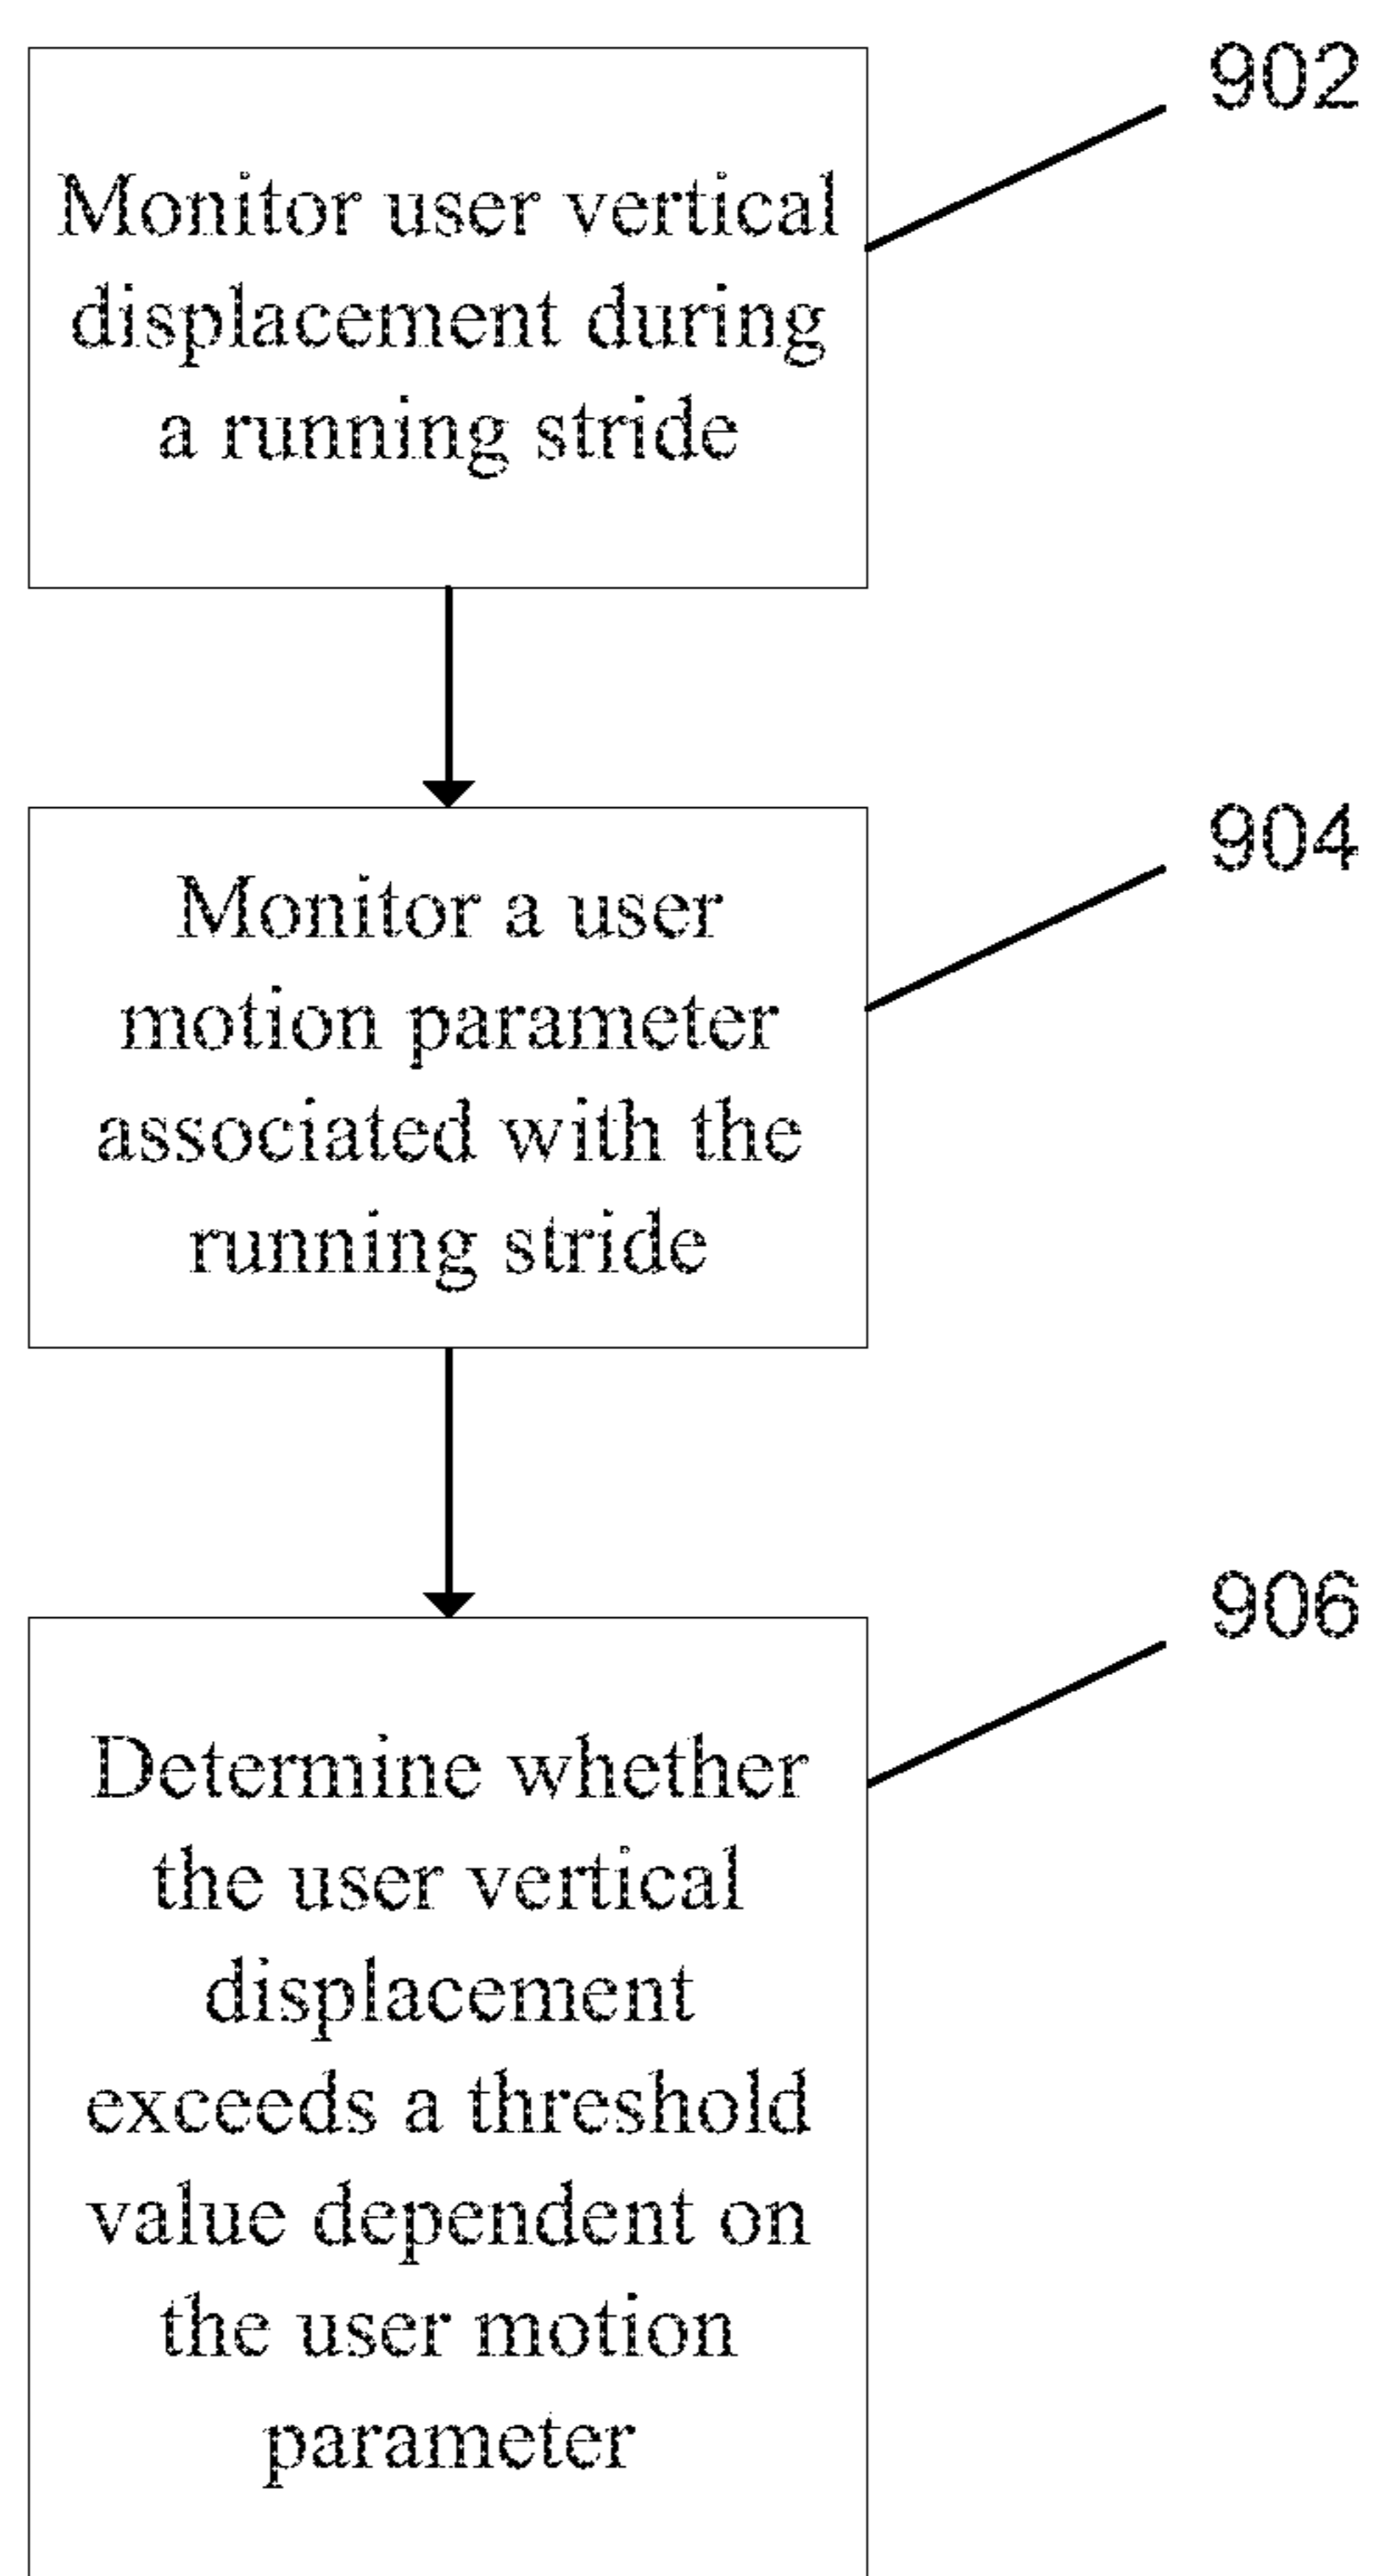 902
Monitor user vertical
displacement during
a running stride
904
Monitor a user
motion parameter
associated with the
running stride
906
Determine whether
the user vertical
displacement
exceeds a threshold
value dependent on
the user motion
parameter